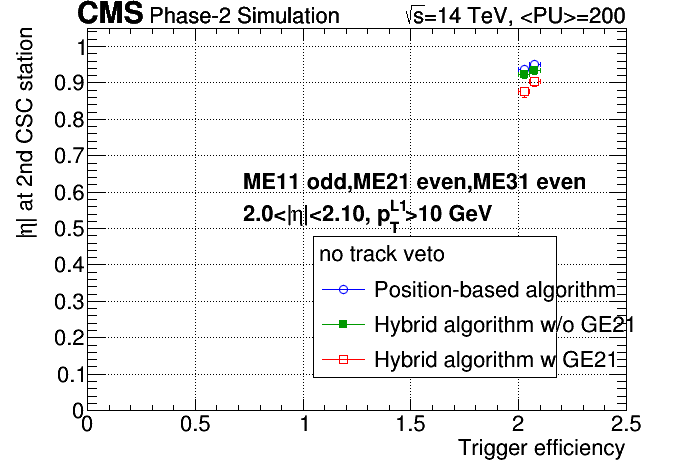 CMS Phase-2 Simulation √s=14 TeV, <PU>=200
|η| at 2nd CSC station
1
0.9
0.8
0.7
0.6
0.5
0.4
0.3
0.2
0.1
0
ME11 odd,ME21 even,ME31 even
2.0<|η|<2.10, p_T^L1>10 GeV
no track veto
Position-based algorithm
Hybrid algorithm w/o GE21
Hybrid algorithm w GE21
0 0.5 1 1.5 2 2.5
Trigger efficiency